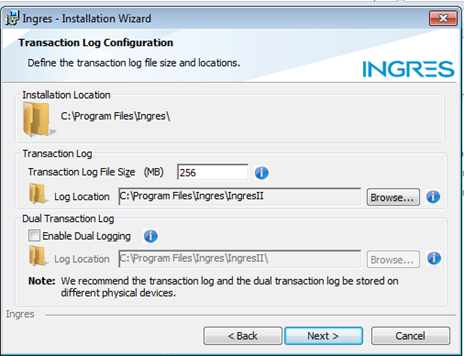 Ingres - Installation Wizard
Transaction Log Configuration
Define the transaction log file size and locations.
INGRES
Installation Location
C:\Program Files\Ingres\
Transaction Log
Transaction Log File Size (MB) 256
Log Location C:\Program Files\Ingres\IngresII Browse...
Dual Transaction Log
Enable Dual Logging
Log Location C:\Program Files\Ingres\IngresII\ Browse...
Note: We recommend the transaction log and the dual transaction log be stored on
different physical devices.
Ingres
< Back Next > Cancel